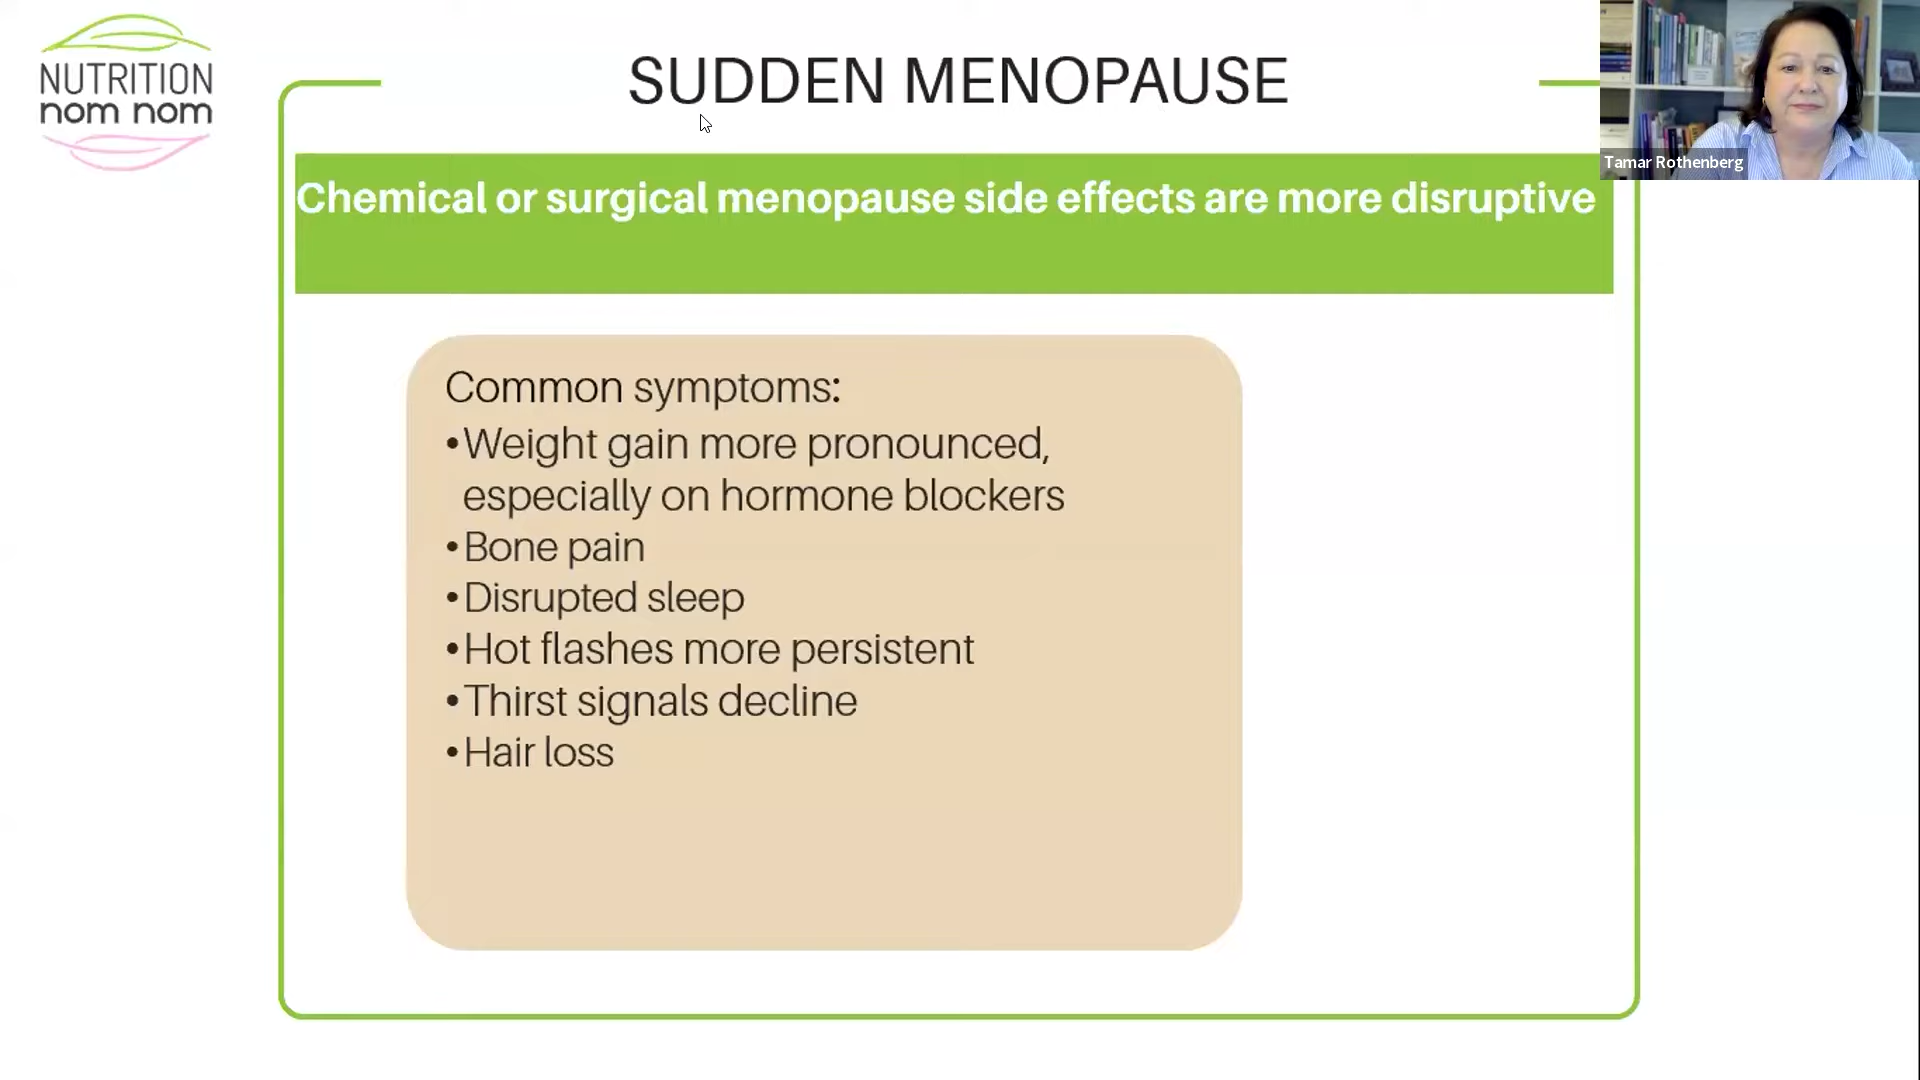 NUTRITION
nom nom
SUDDEN MENOPAUSE
Tamar Rothenberg
Chemical or surgical menopause side effects are more disruptive
Common symptoms:
•Weight gain more pronounced,
especially on hormone blockers
•Bone pain
•Disrupted sleep
•Hot flashes more persistent
•Thirst signals decline
•Hair loss